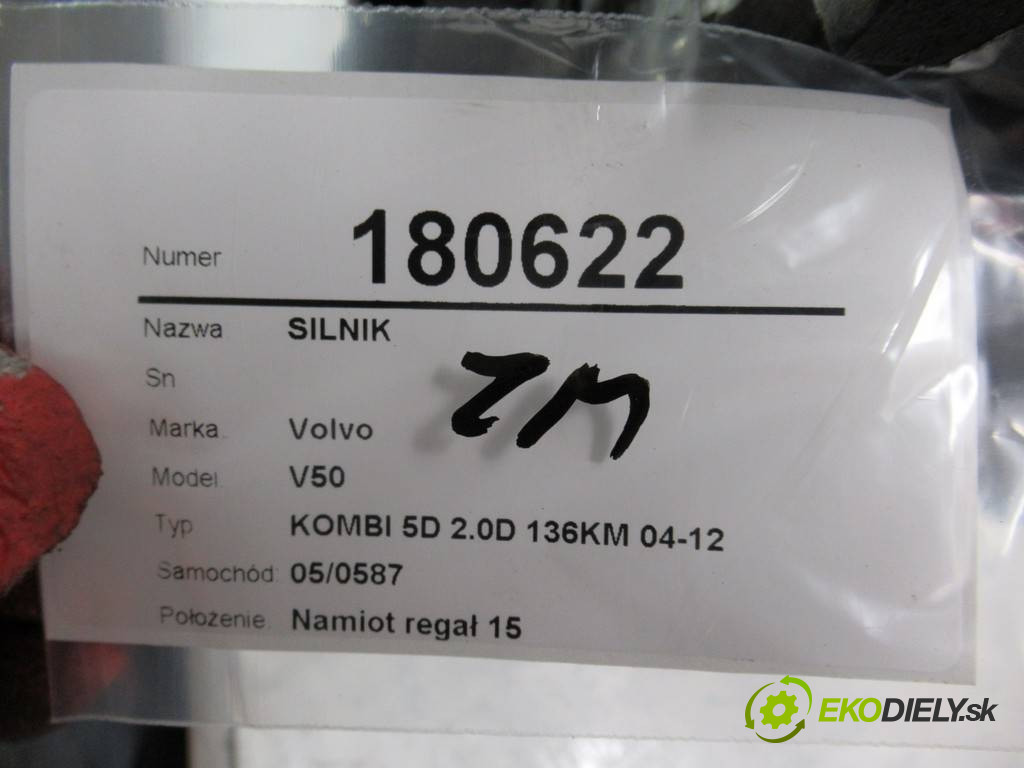 Numer 180622
Nazwa SILNIK
Sn
ZM
Marka Volvo
Model V50
Typ KOMBI 5D 2.0D 136KM 04-12
Samochód 05/0587
Położenie Namiot regał 15
EKODIELY.sk